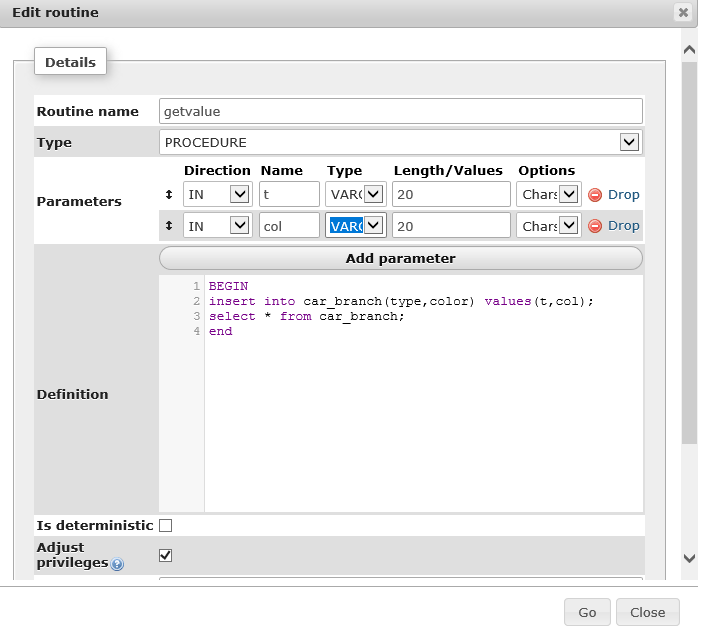 Edit routine
Details
Routine name getvalue
Type PROCEDURE
Parameters
Direction Name Type Length/Values Options
IN t VAR( 20 Chars Drop
IN col VAR( 20 Chars Drop
Add parameter
Definition
1 BEGIN
2 insert into car_branch(type,color) values(t,col);
3 select * from car_branch;
4 end
Is deterministic
Adjust
privileges
Go Close